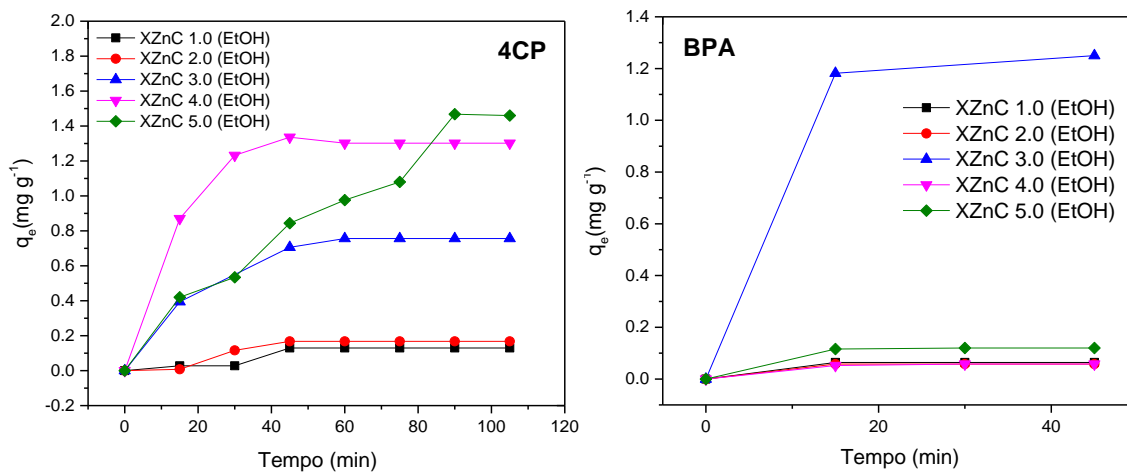 4CP
XZnC 1.0 (EtOH)
XZnC 2.0 (EtOH)
XZnC 3.0 (EtOH)
XZnC 4.0 (EtOH)
XZnC 5.0 (EtOH)
qe(mg g-1)
2.0
1.8
1.6
1.4
1.2
1.0
0.8
0.6
0.4
0.2
0.0
-0.2
0 20 40 60 80 100 120
Tempo (min)
BPA
XZnC 1.0 (EtOH)
XZnC 2.0 (EtOH)
XZnC 3.0 (EtOH)
XZnC 4.0 (EtOH)
XZnC 5.0 (EtOH)
qe(mg g-1)
1.4
1.2
1.0
0.8
0.6
0.4
0.2
0.0
0 20 40
Tempo (min)